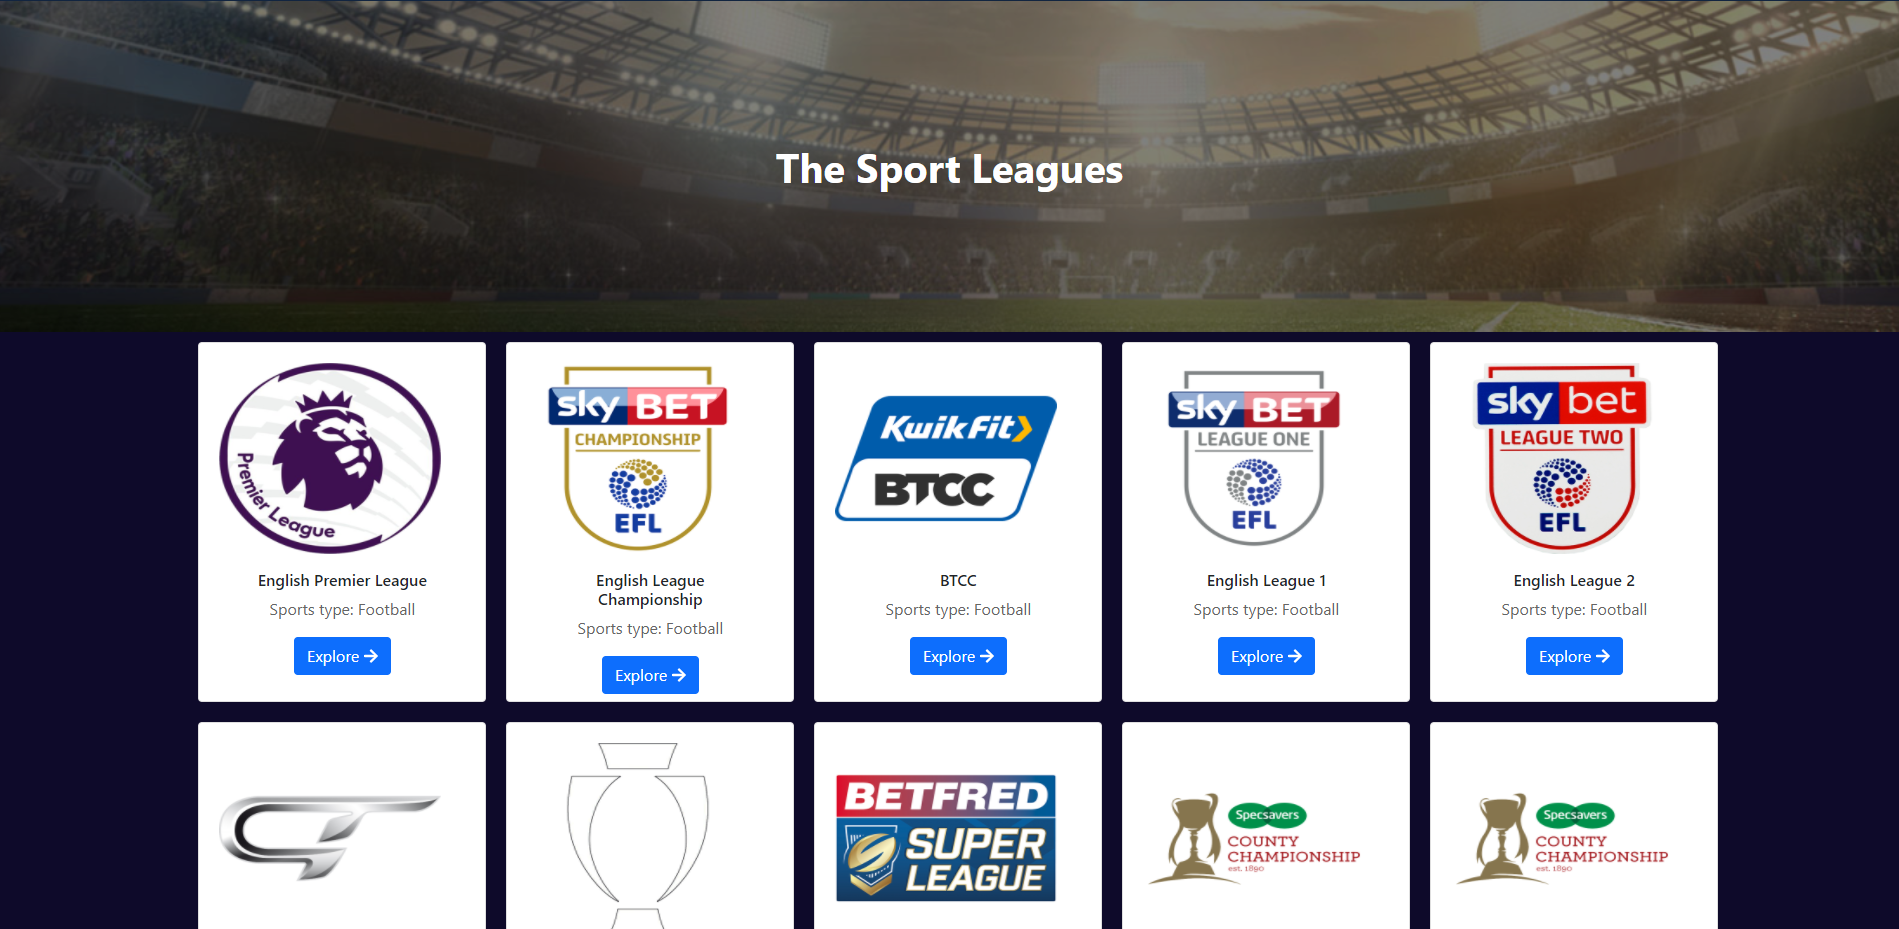 The Sport Leagues
Premier League
sky BET
CHAMPIONSHIP
EFL
KwikFit
BTCC
sky BET
LEAGUE ONE
EFL
sky bet
LEAGUE TWO
EFL
English Premier League
Sports type: Football
Explore
English League
Championship
Sports type: Football
Explore
BTCC
Sports type: Football
Explore
English League 1
Sports type: Football
Explore
English League 2
Sports type: Football
Explore
BETFRED
SUPER
LEAGUE
Specsavers
COUNTY
CHAMPIONSHIP
est. 1890
Specsavers
COUNTY
CHAMPIONSHIP
est. 1890